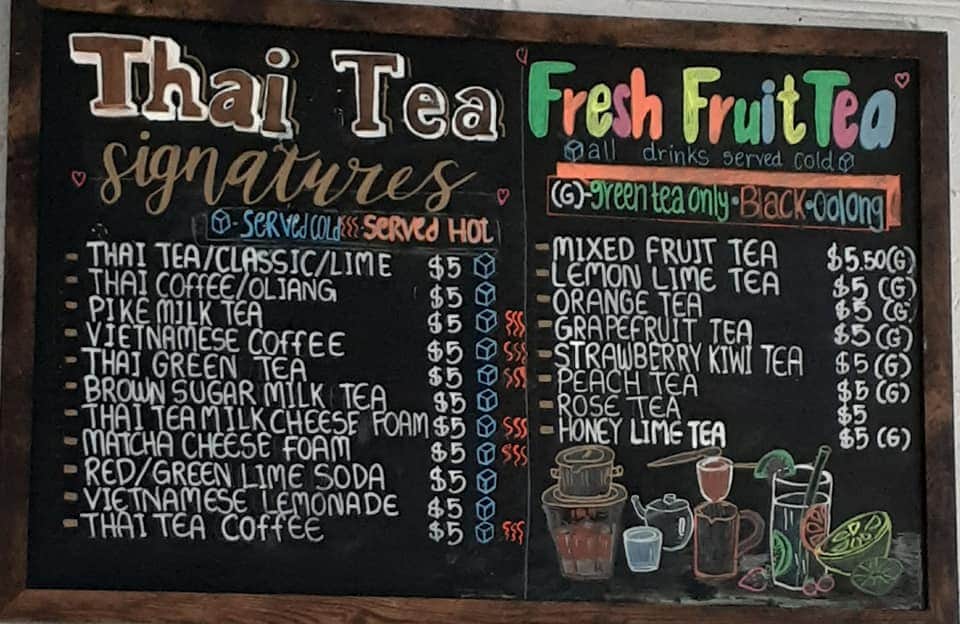 Thai Tea
signatures
- SERVED COLD SERVED HOT
- THAI TEA/CLASSIC/LIME $5
- THAI COFFEE/OLIANG $5
- PIKE MILK TEA $5
- VIETNAMESE COFFEE $5
- THAI GREEN TEA $5
- BROWN SUGAR MILK TEA $5
- THAI TEA MILK CHEESE FOAM $5
- MATCHA CHEESE FOAM $5
- RED/GREEN LIME SODA $5
- VIETNAMESE LEMONADE $5
- THAI TEA COFFEE $5
Fresh Fruit Tea
all drinks served cold
(G)-green tea only•Black•Oolong
- MIXED FRUIT TEA $5.50(G)
- LEMON LIME TEA $5 (G)
- ORANGE TEA $5 (G)
- GRAPEFRUIT TEA $5(G)
- STRAWBERRY KIWI TEA $5(G)
- PEACH TEA $5 (G)
- ROSE TEA $5
- HONEY LIME TEA $5 (G)